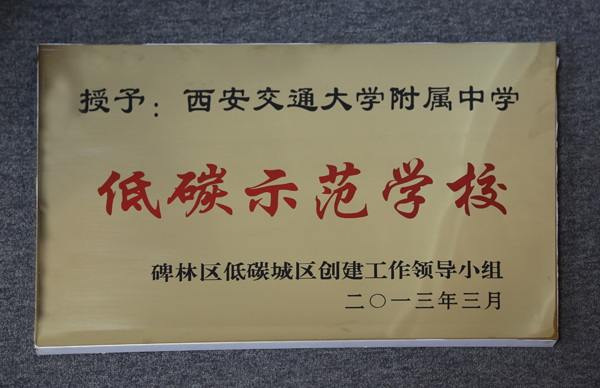 授予：西安交通大学附属中学
低碳示范学校
碑林区低碳城区创建工作领导小组
二〇一三年三月